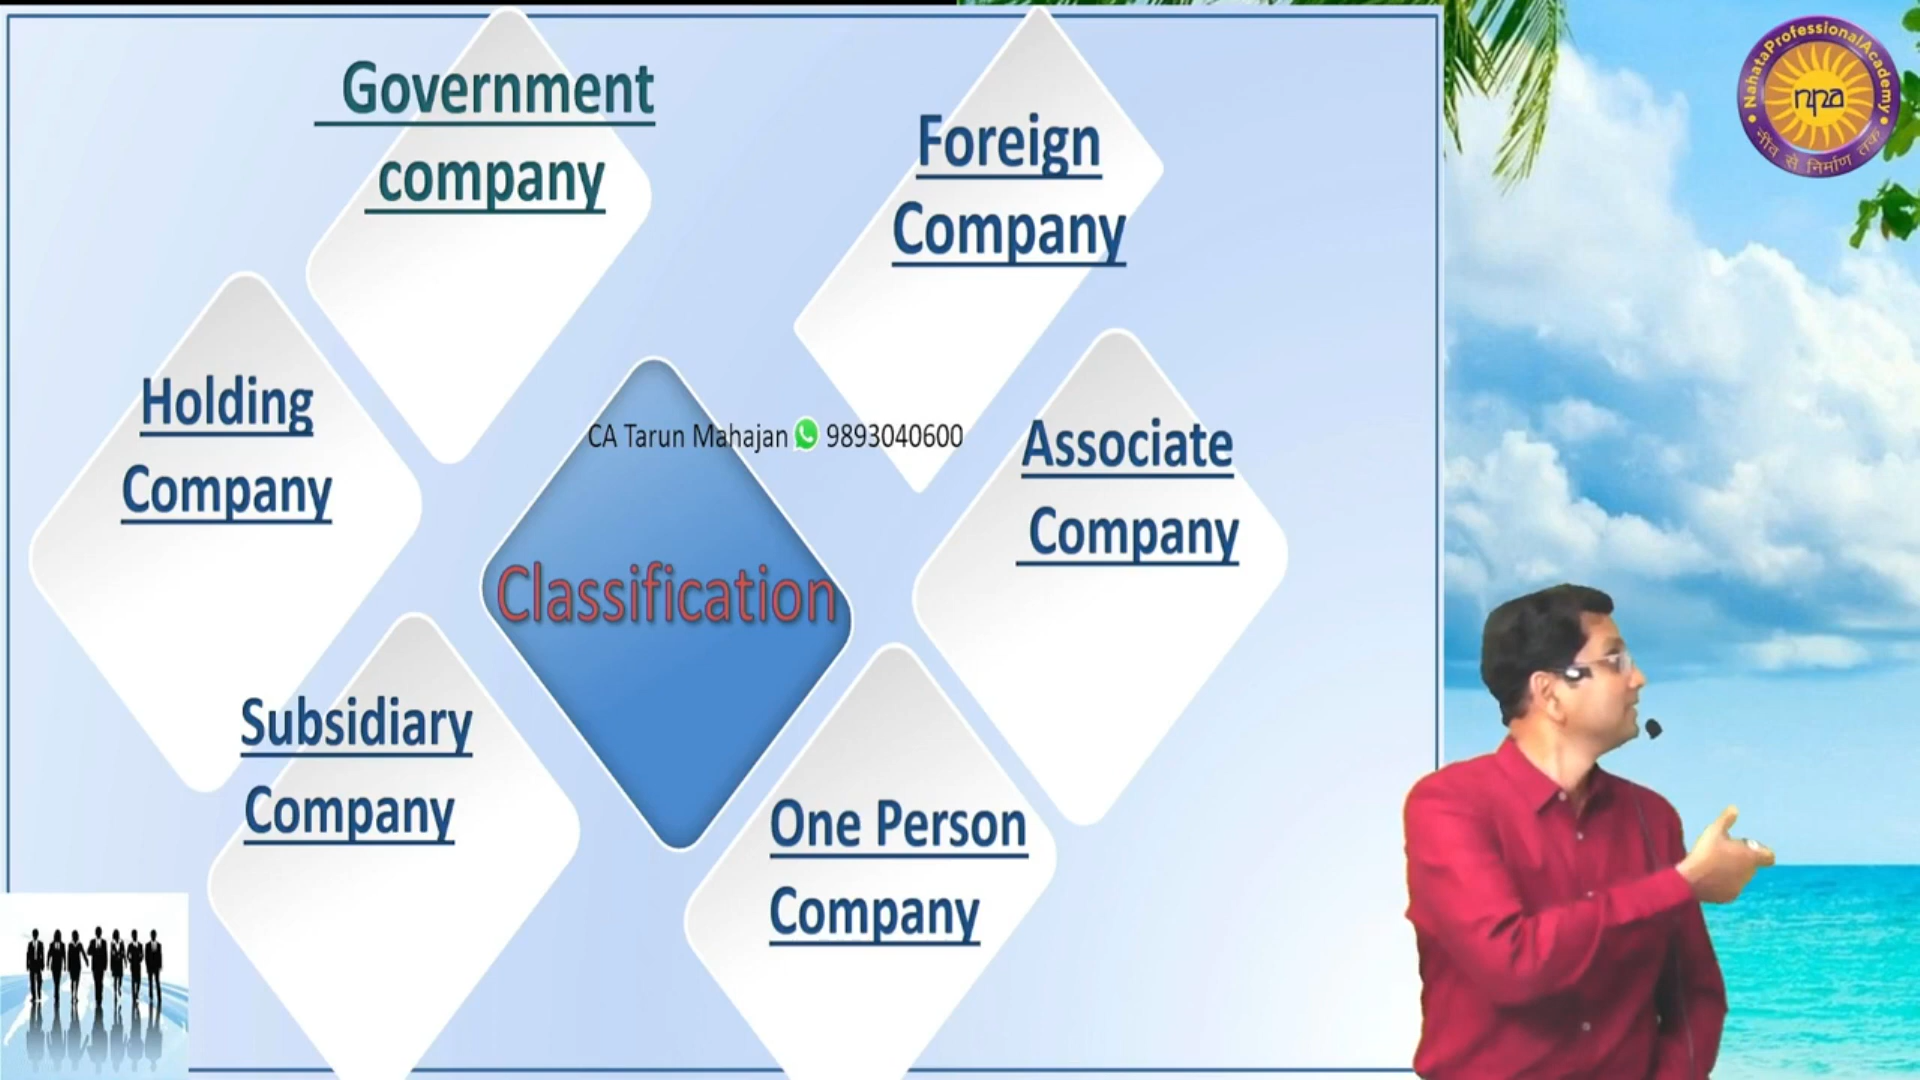 Government
company
Foreign
Company
Holding
Company
CA Tarun Mahajan 9893040600
Associate
Company
Classification
Subsidiary
Company
One Person
Company
NahataProfessionalAcademy
npa
नींव से निर्माण तक